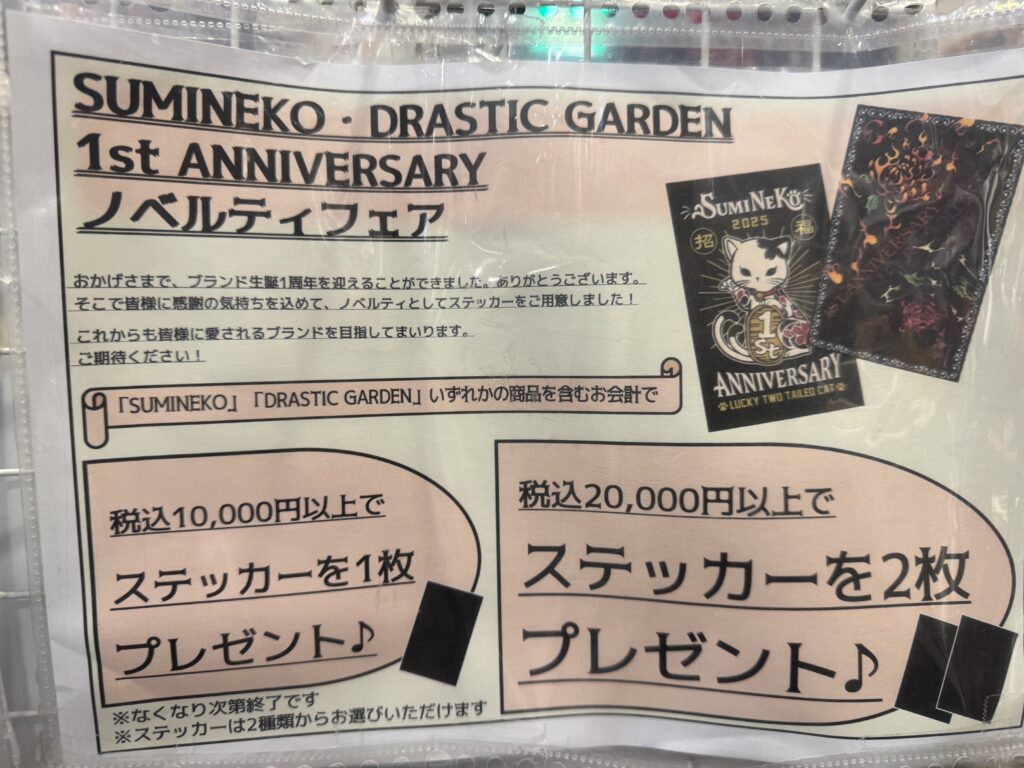 SUMINEKO・DRASTIC GARDEN
1st ANNIVERSARY
ノベルティフェア
おかげさまで、ブランド生誕1周年を迎えることができました。ありがとうございます。
そこで皆様に感謝の気持ちを込めて、ノベルティとしてステッカーをご用意しました！
これからも皆様に愛されるブランドを目指してまいります。
ご期待ください！
SUMINEKO
2025
招 福
1
St
ANNIVERSARY
LUCKY TWO TAILED CAT
「SUMINEKO」「DRASTIC GARDEN」いずれかの商品を含むお会計で
税込10,000円以上で
ステッカーを1枚
プレゼント♪
税込20,000円以上で
ステッカーを2枚
プレゼント♪
※なくなり次第終了です
※ステッカーは2種類からお選びいただけます